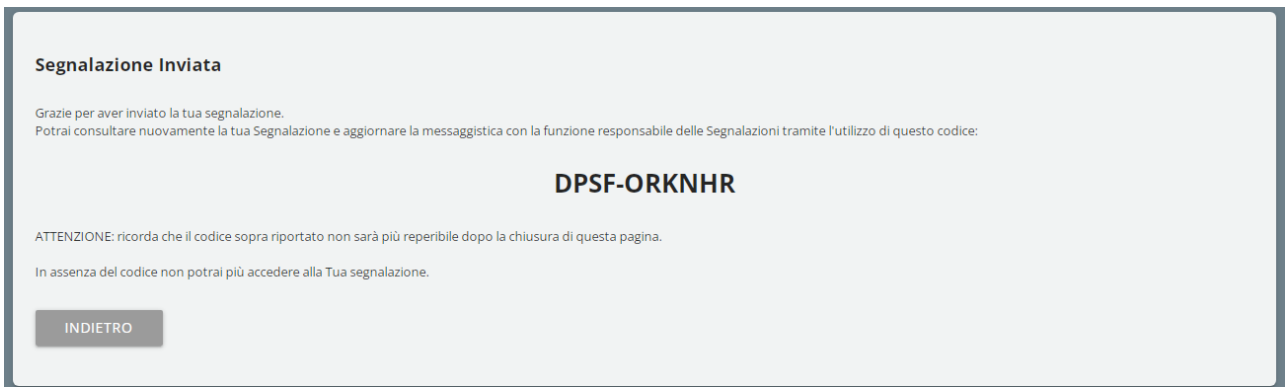 Segnalazione Inviata
Grazie per aver inviato la tua segnalazione.
Potrai consultare nuovamente la tua Segnalazione e aggiornare la messaggistica con la funzione responsabile delle Segnalazioni tramite l'utilizzo di questo codice:
DPSF-ORKNHR
ATTENZIONE: ricorda che il codice sopra riportato non sarà più reperibile dopo la chiusura di questa pagina.
In assenza del codice non potrai più accedere alla Tua segnalazione.
INDIETRO